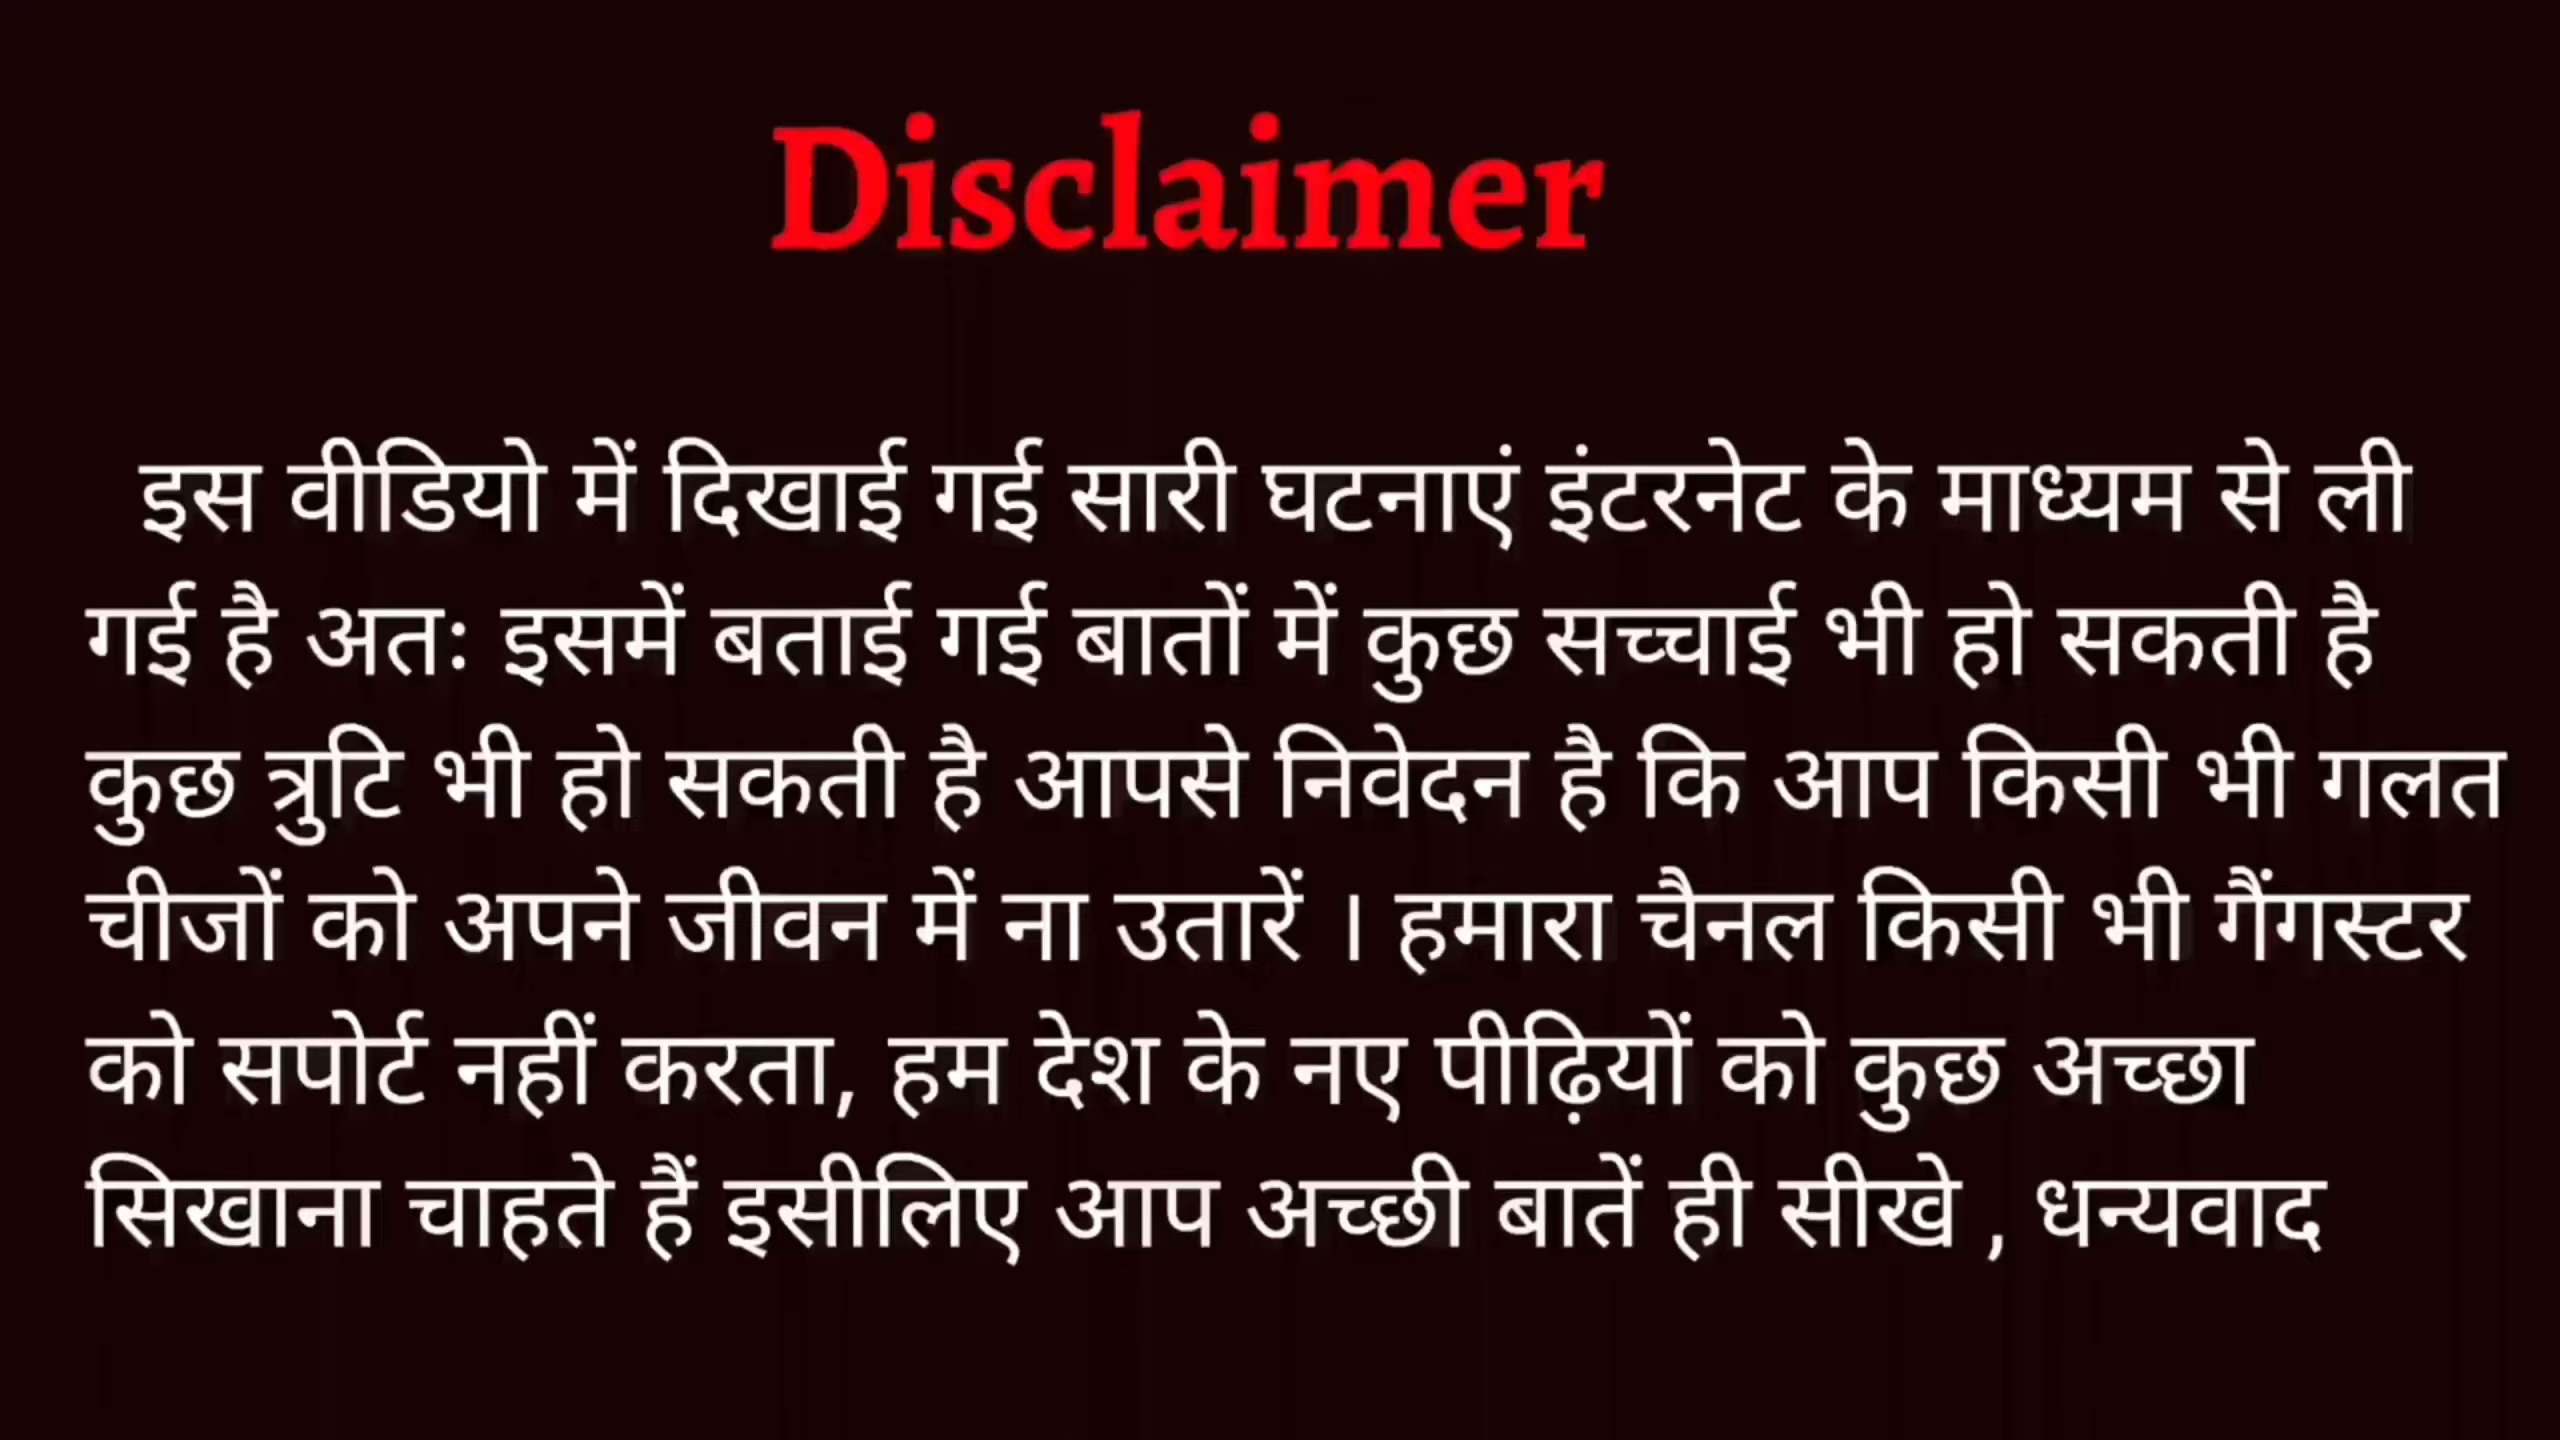 Disclaimer
इस वीडियो में दिखाई गई सारी घटनाएं इंटरनेट के माध्यम से ली
गई है अतः इसमें बताई गई बातों में कुछ सच्चाई भी हो सकती है
कुछ त्रुटि भी हो सकती है आपसे निवेदन है कि आप किसी भी गलत
चीजों को अपने जीवन में ना उतारें । हमारा चैनल किसी भी गैंगस्टर
को सपोर्ट नहीं करता, हम देश के नए पीढ़ियों को कुछ अच्छा
सिखाना चाहते हैं इसीलिए आप अच्छी बातें ही सीखे , धन्यवाद